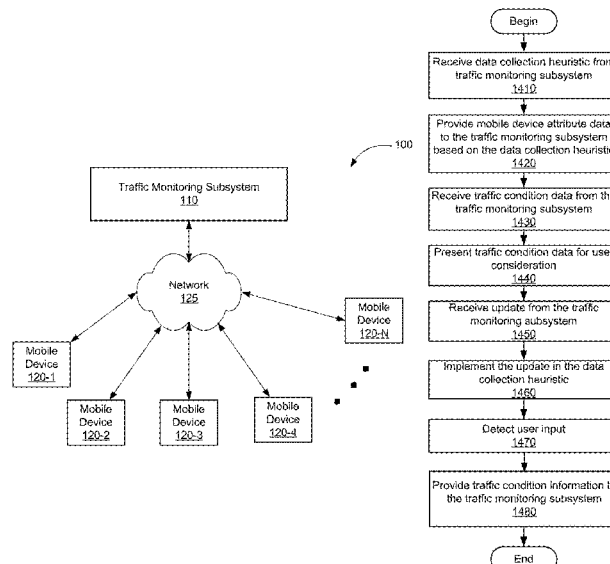 Begin
Receive data collection heuristic from
traffic monitoring subsystem
1410
Provide mobile device attribute data
to the traffic monitoring subsystem
based on the data collection heuristic
1420
Receive traffic condition data from the
traffic monitoring subsystem
1430
Present traffic condition data for user
consideration
1440
Receive update from the traffic
monitoring subsystem
1450
Implement the update in the data
collection heuristic
1460
Detect user input
1470
Provide traffic condition information
the traffic monitoring subsystem
1480
End
100
Traffic Monitoring Subsystem
110
Network
125
Mobile
Device
120-1
Mobile
Device
120-2
Mobile
Device
120-3
Mobile
Device
120-4
Mobile
Device
120-N